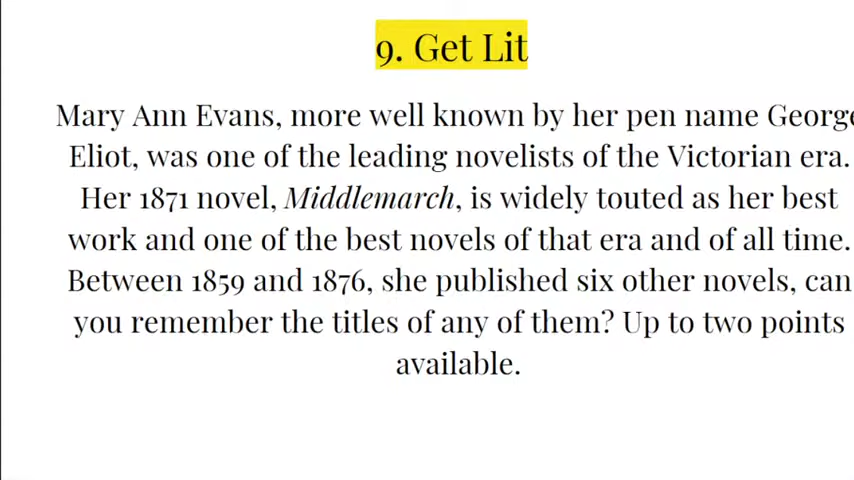 9. Get Lit
Mary Ann Evans, more well known by her pen name George
Eliot, was one of the leading novelists of the Victorian era.
Her 1871 novel, Middlemarch, is widely touted as her best
work and one of the best novels of that era and of all time.
Between 1859 and 1876, she published six other novels, can
you remember the titles of any of them? Up to two points
available.